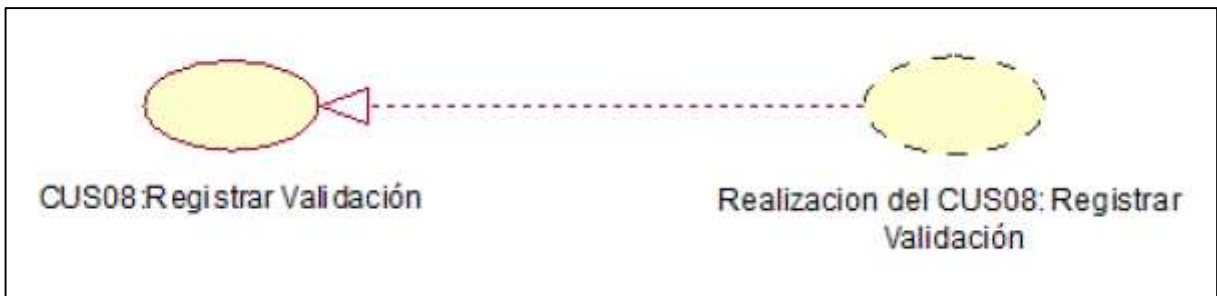 CUS08:Registrar Validación
Realizacion del CUS08: Registrar
Validación